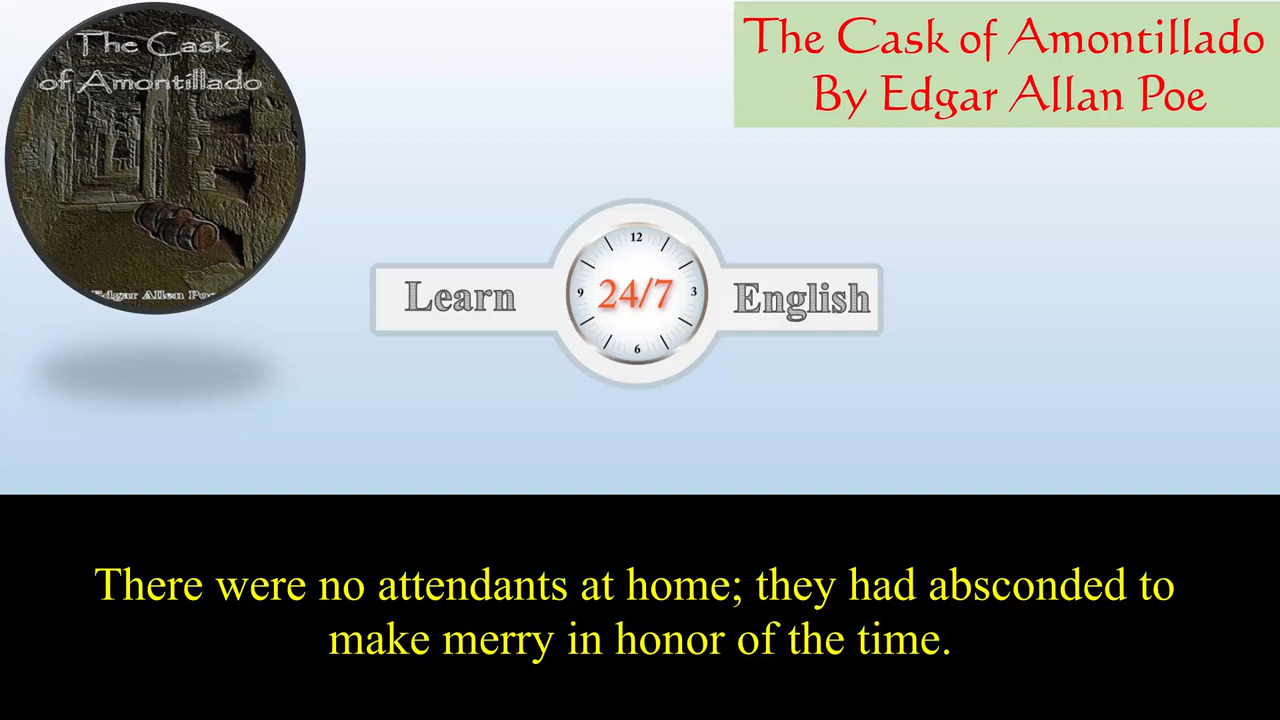 The Cask
of Amontillado
Edgar Allen Poe
The Cask of Amontillado
By Edgar Allan Poe
Learn 24/7 English
12
9
3
6
There were no attendants at home; they had absconded to
make merry in honor of the time.